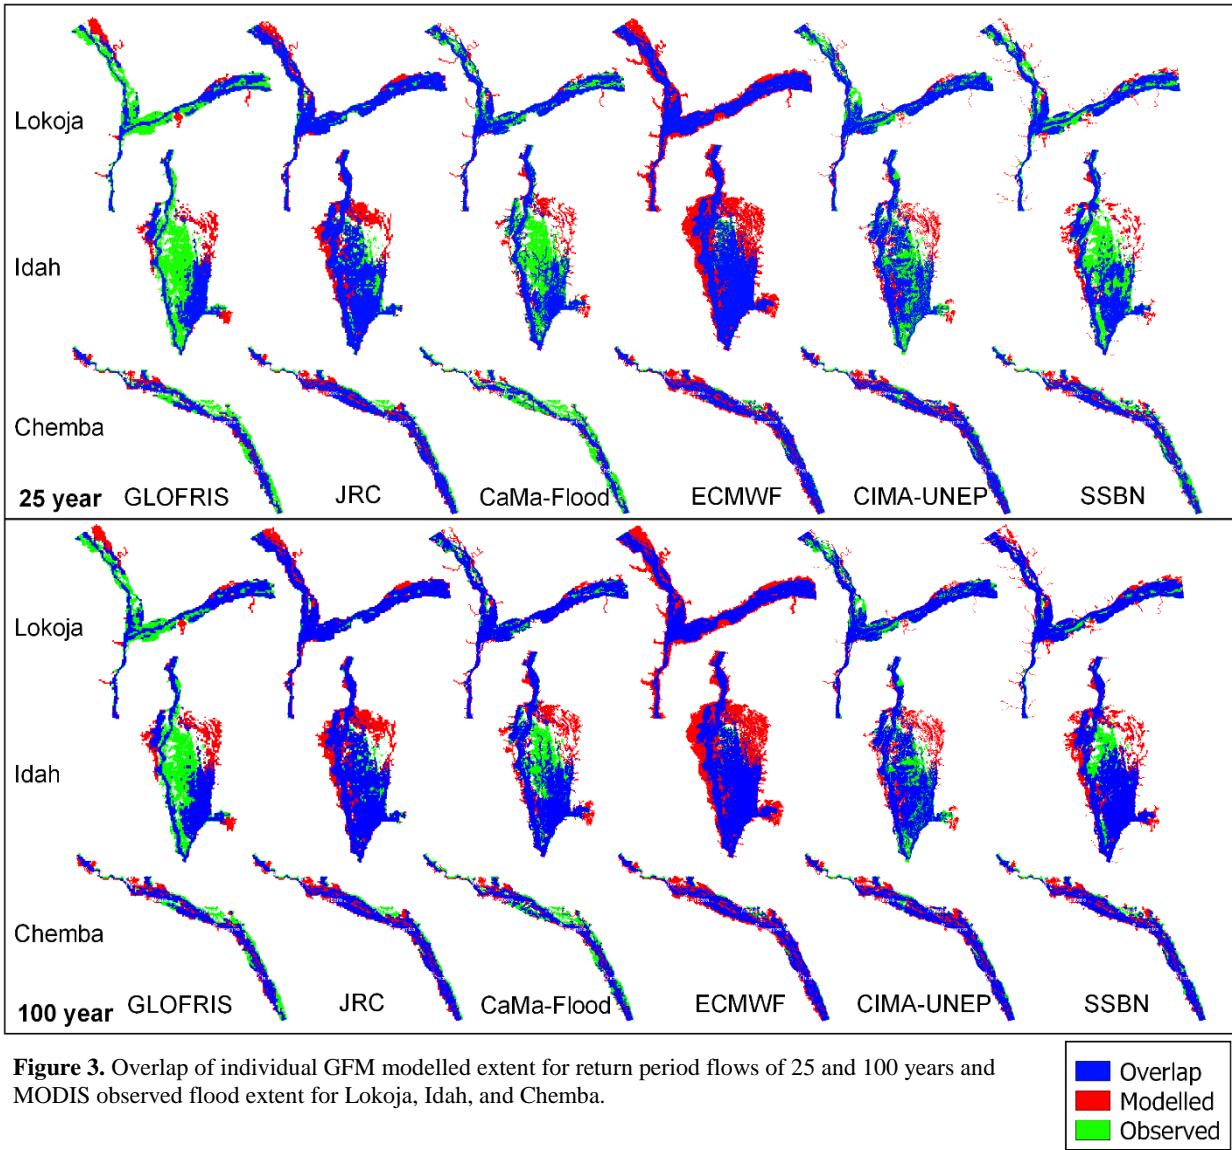 Lokoja
Idah
Chemba
25 year
GLOFRIS
JRC
CaMa-Flood
ECMWF
CIMA-UNEP
SSBN
Lokoja
Idah
Chemba
100 year
GLOFRIS
JRC
CaMa-Flood
ECMWF
CIMA-UNEP
SSBN
Figure 3. Overlap of individual GFM modelled extent for return period flows of 25 and 100 years and
MODIS observed flood extent for Lokoja, Idah, and Chemba.
Overlap
Modelled
Observed